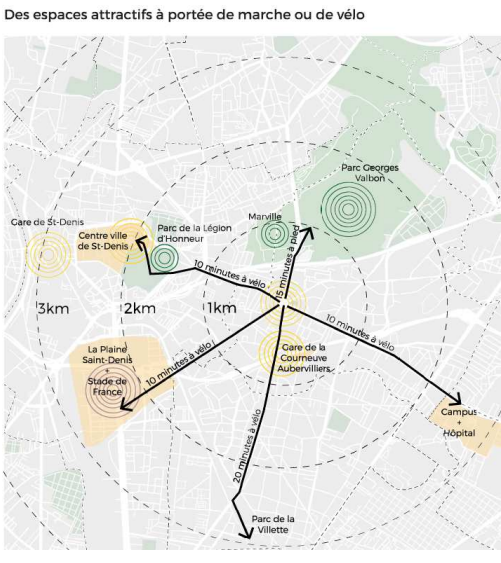 Des espaces attractifs à portée de marche ou de vélo
Parc Georges
Valbon
Gare de St-Denis
Centre ville
de St-Denis
Parc de la Légion
d'Honneur
Marville
15 minutes à pied
10 minutes à vélo
3km
2km
1km
10 minutes à vélo
La Plaine
Saint-Denis
+
Stade de
France
10 minutes à vélo
Gare de la
Courneuve
Aubervilliers
Campus
+
Hôpital
20 minutes à vélo
Parc de la
Villette